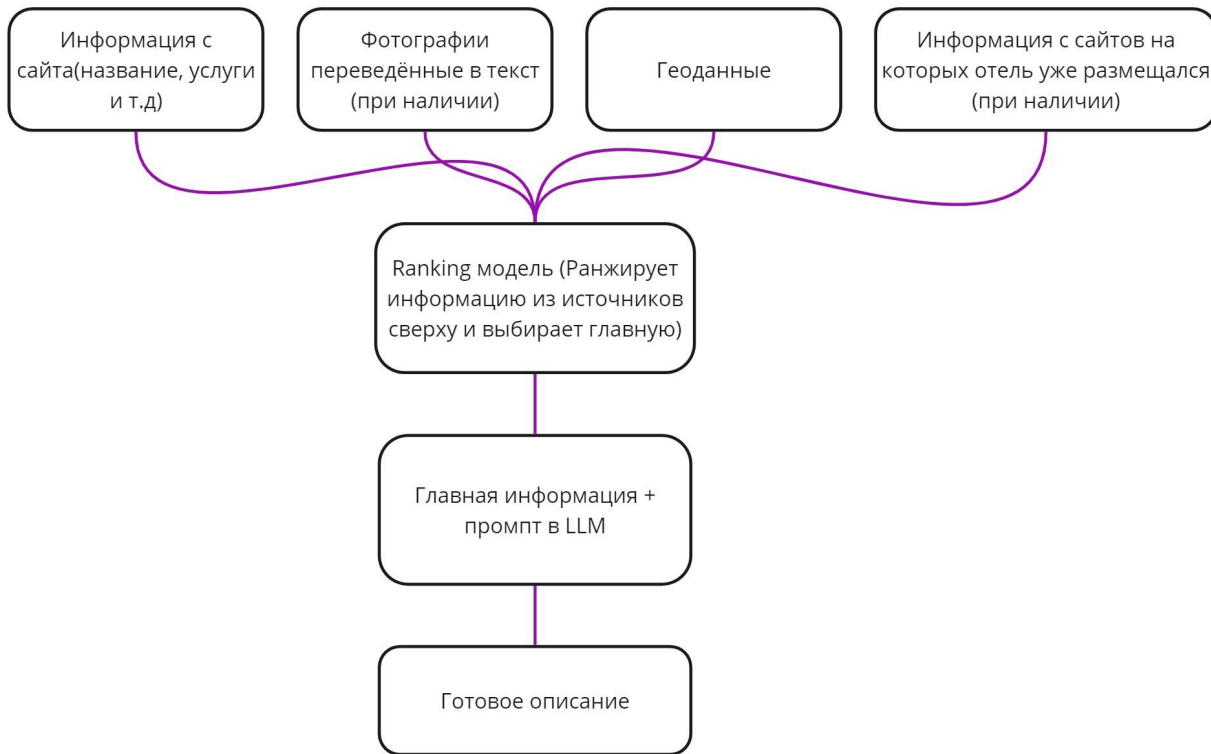 Информация с
сайта(название, услуги
и т.д)
Фотографии
переведённые в текст
(при наличии)
Геоданные
Информация с сайтов на
которых отель уже размещался
(при наличии)
Ranking модель (Ранжирует
информацию из источников
сверху и выбирает главную)
Главная информация +
промпт в LLM
Готовое описание